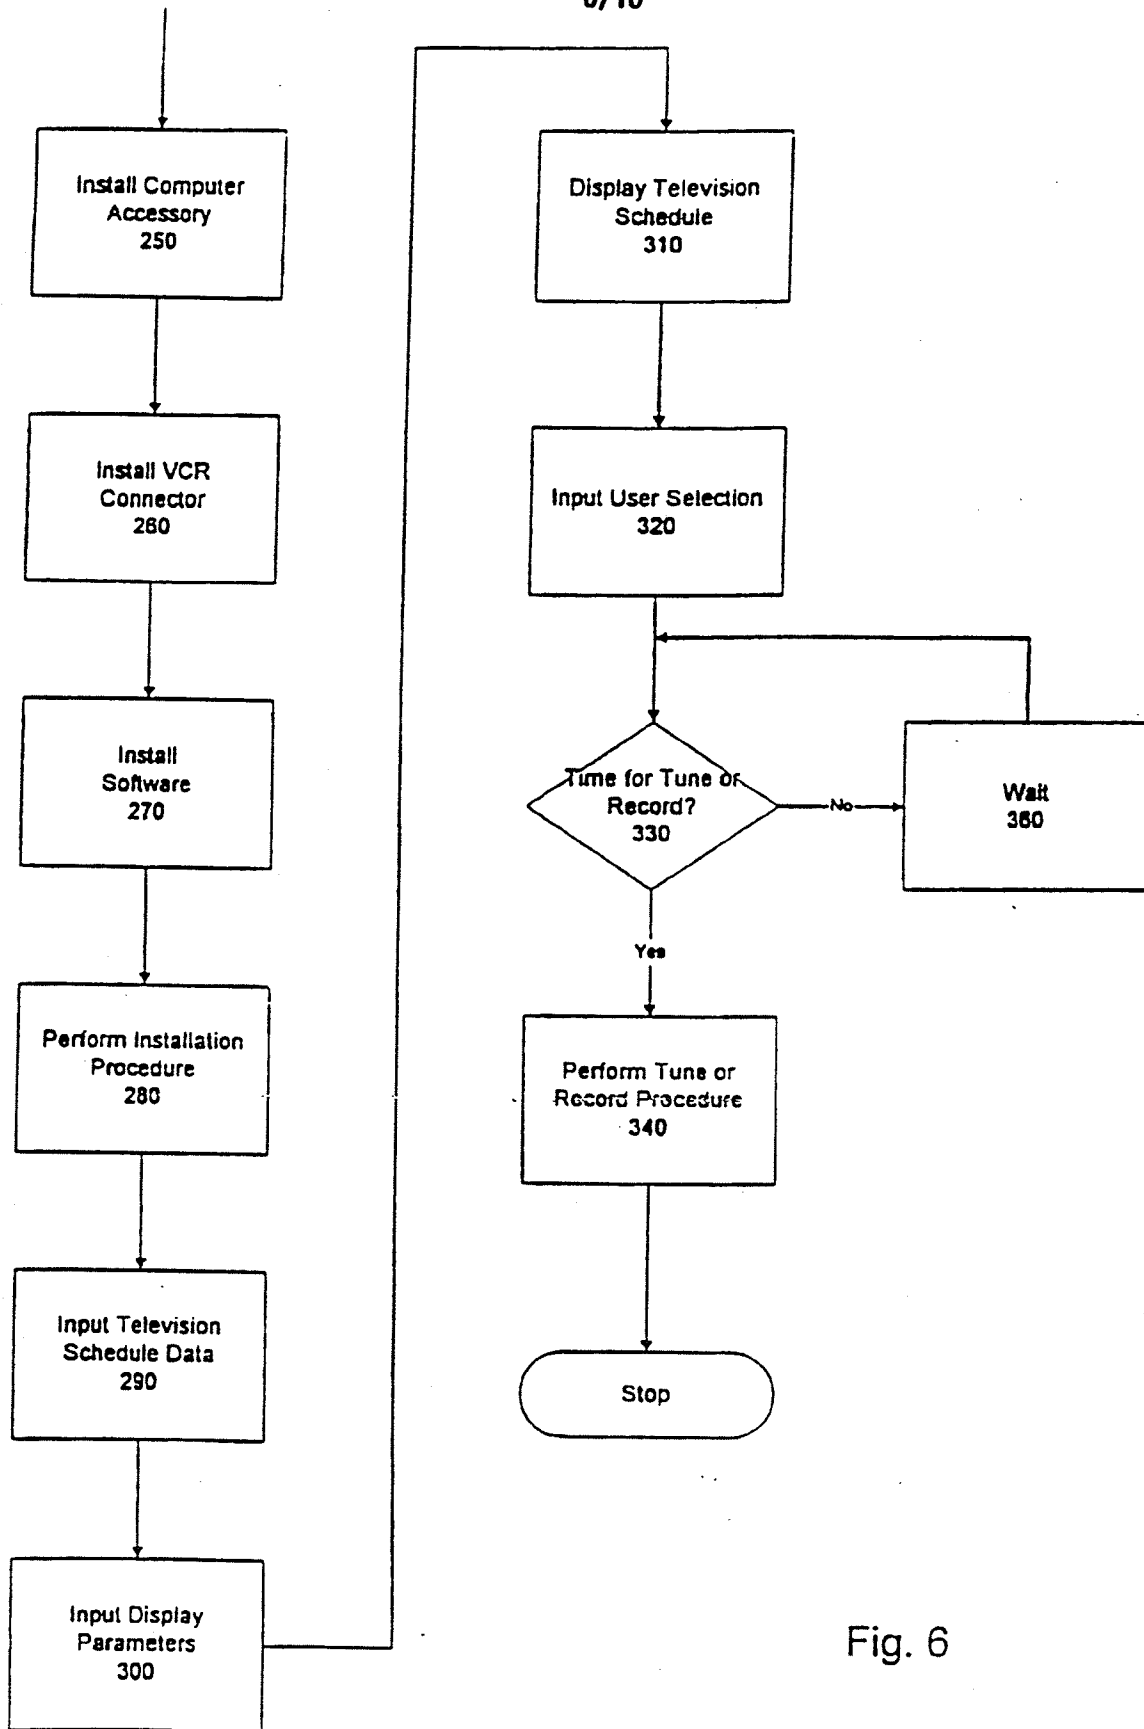 Install Computer
Accessory
250
Install VCR
Connector
260
Install
Software
270
Perform Installation
Procedure
280
Input Television
Schedule Data
290
Input Display
Parameters
300
Display Television
Schedule
310
Input User Selection
320
Time for Tune or
Record?
330
No
Wait
360
Yes
Perform Tune or
Record Procedure
340
Stop
Fig. 6